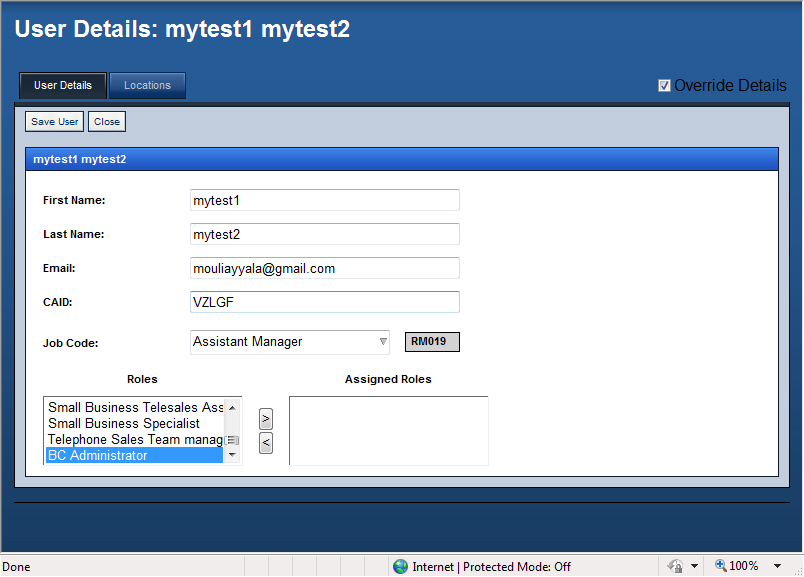 User Details: mytest1 mytest2
User Details
Locations
Override Details
Save User
Close
mytest1 mytest2
First Name:
mytest1
Last Name:
mytest2
Email:
mouliayyala@gmail.com
CAID:
VZLGF
Job Code:
Assistant Manager
RM019
Roles
Assigned Roles
Small Business Telesales Ass
Small Business Specialist
Telephone Sales Team manag
BC Administrator
>
<
Done
Internet | Protected Mode: Off
100%